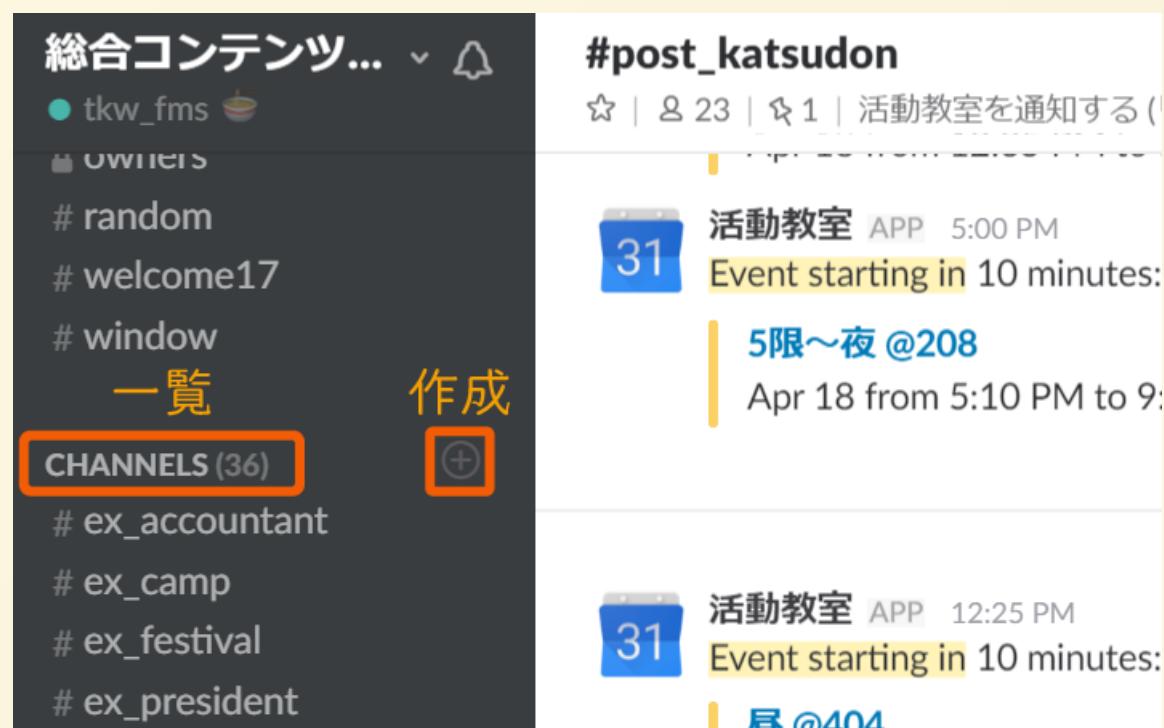 総合コンテンツ...
tkw_fms
owners
# random
# welcome17
# window
一覧
作成
CHANNELS (36)
# ex_accountant
# ex_camp
# ex_festival
# ex_president
#post_katsudon
23 | 1 | 活動教室を通知する (
31
活動教室 APP 5:00 PM
Event starting in 10 minutes:
5限〜夜 @208
Apr 18 from 5:10 PM to 9:
31
活動教室 APP 12:25 PM
Event starting in 10 minutes:
昼 @404